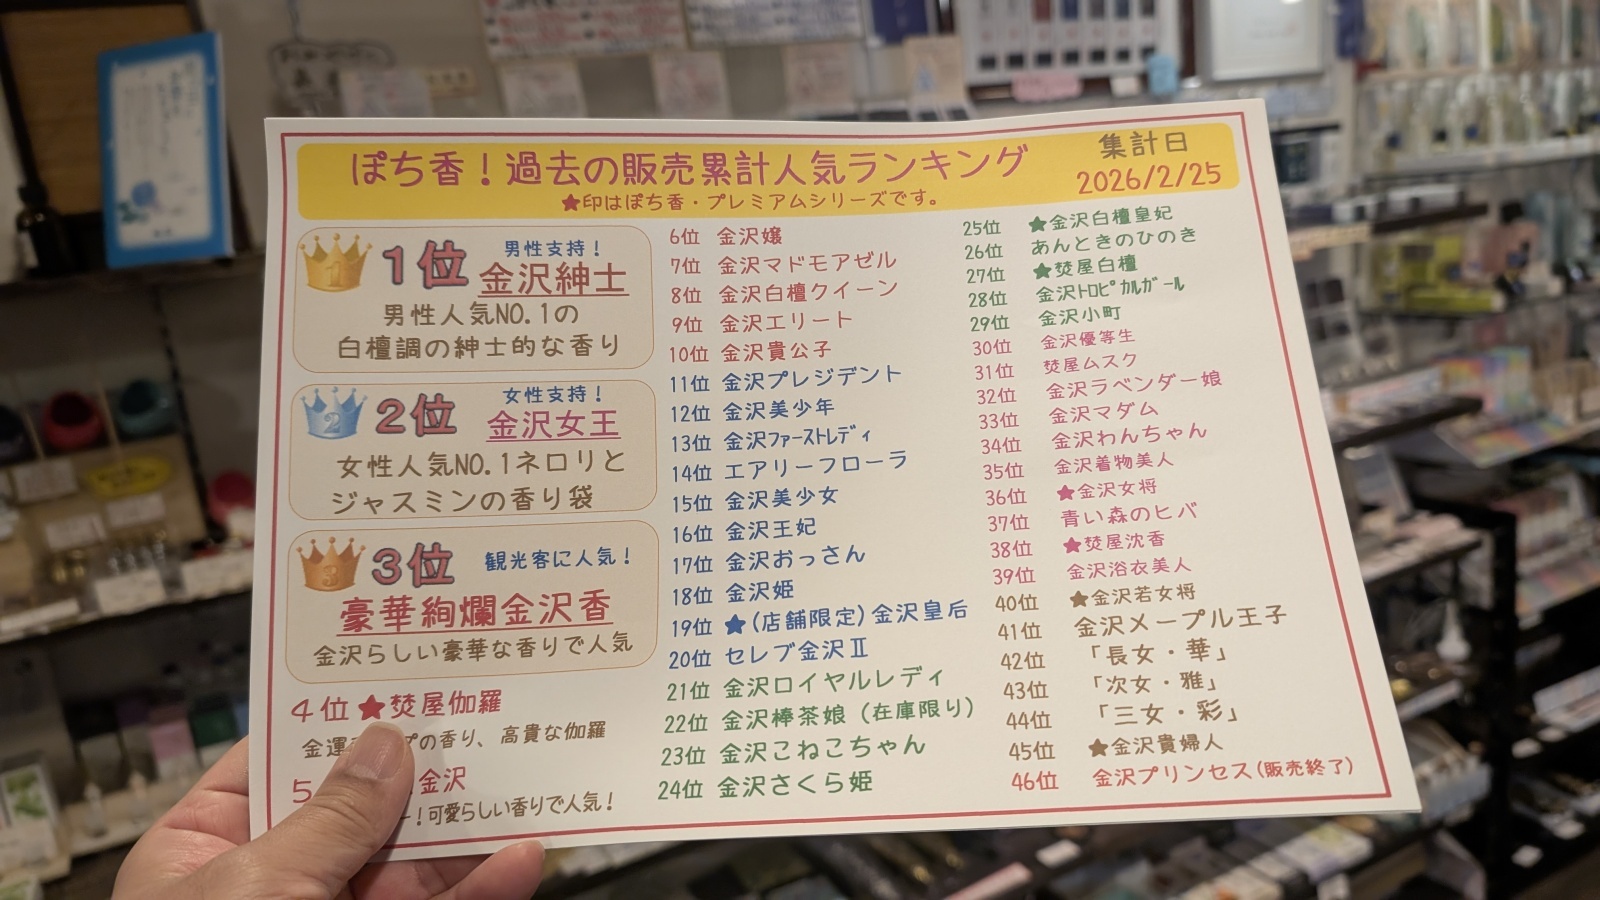 ぽち香！過去の販売累計人気ランキング
★印はぽち香・プレミアムシリーズです。
集計日
2026/2/25
1位
男性支持！
金沢紳士
男性人気NO.1の
白檀調の紳士的な香り
2位
女性支持！
金沢女王
女性人気NO.1ネロリと
ジャスミンの香り袋
3位
観光客に人気！
豪華絢爛金沢香
金沢らしい豪華な香りで人気
4位★焚屋伽羅
金運 プの香り、高貴な伽羅
5 金沢
ー！可愛らしい香りで人気！
6位 金沢嬢
7位 金沢マドモアゼル
8位 金沢白檀クイーン
9位 金沢エリート
10位 金沢貴公子
11位 金沢プレジデント
12位 金沢美少年
13位 金沢ﾌｧｰｽﾄﾚﾃﾞｨ
14位 エアリーフローラ
15位 金沢美少女
16位 金沢王妃
17位 金沢おっさん
18位 金沢姫
19位 ★(店舗限定)金沢皇后
20位 セレブ金沢Ⅱ
21位 金沢ロイヤルレディ
22位 金沢棒茶娘（在庫限り）
23位 金沢こねこちゃん
24位 金沢さくら姫
25位 ★金沢白檀皇妃
26位 あんときのひのき
27位 ★焚屋白檀
28位 金沢ﾄﾛﾋﾟｶﾙｶﾞｰﾙ
29位 金沢小町
30位 金沢優等生
31位 焚屋ムスク
32位 金沢ラベンダー娘
33位 金沢マダム
34位 金沢わんちゃん
35位 金沢着物美人
36位 ★金沢女将
37位 青い森のヒバ
38位 ★焚屋沈香
39位 金沢浴衣美人
40位 ★金沢若女将
41位 金沢メープル王子
42位 「長女・華」
43位 「次女・雅」
44位 「三女・彩」
45位 ★金沢貴婦人
46位 金沢プリンセス(販売終了)